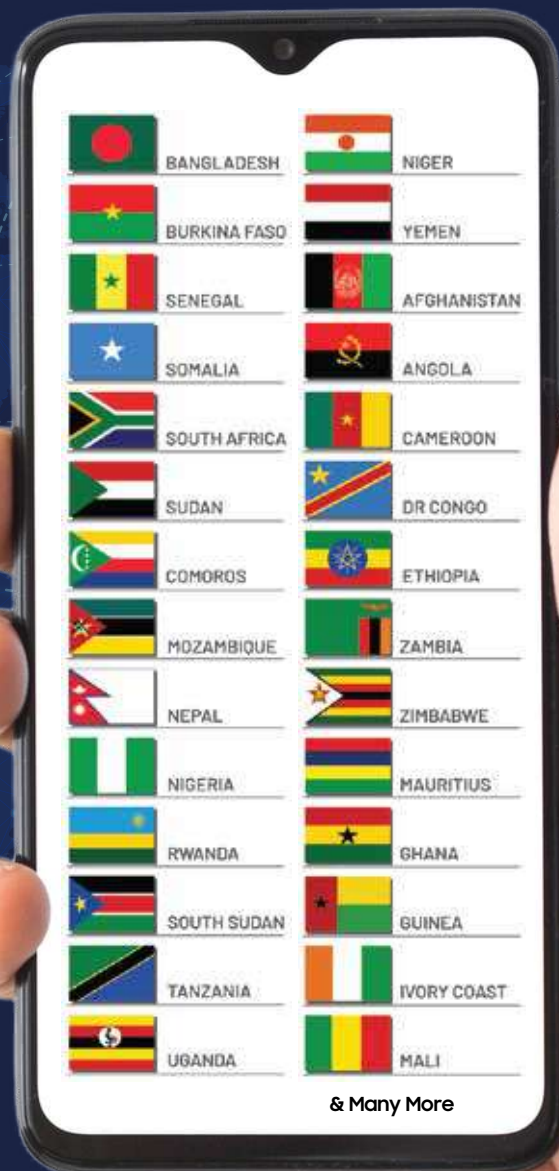 BANGLADESH
BURKINA FASO
SENEGAL
SOMALIA
SOUTH AFRICA
SUDAN
COMOROS
MOZAMBIQUE
NEPAL
NIGERIA
RWANDA
SOUTH SUDAN
TANZANIA
UGANDA
NIGER
YEMEN
AFGHANISTAN
ANGOLA
CAMEROON
DR CONGO
ETHIOPIA
ZAMBIA
ZIMBABWE
MAURITIUS
GHANA
GUINEA
IVORY COAST
MALI
& Many More